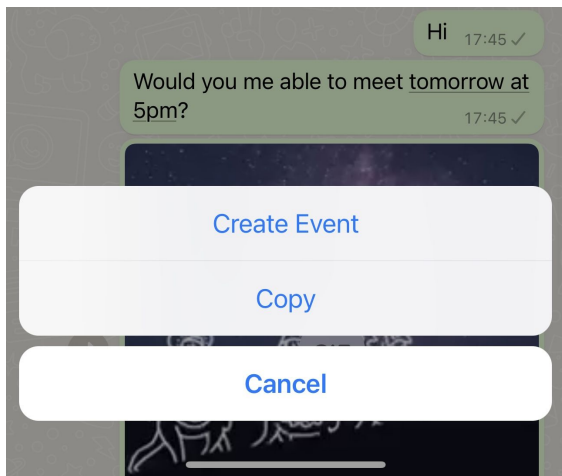 Hi 17:45
Would you me able to meet tomorrow at
5pm? 17:45
Create Event
Copy
Cancel